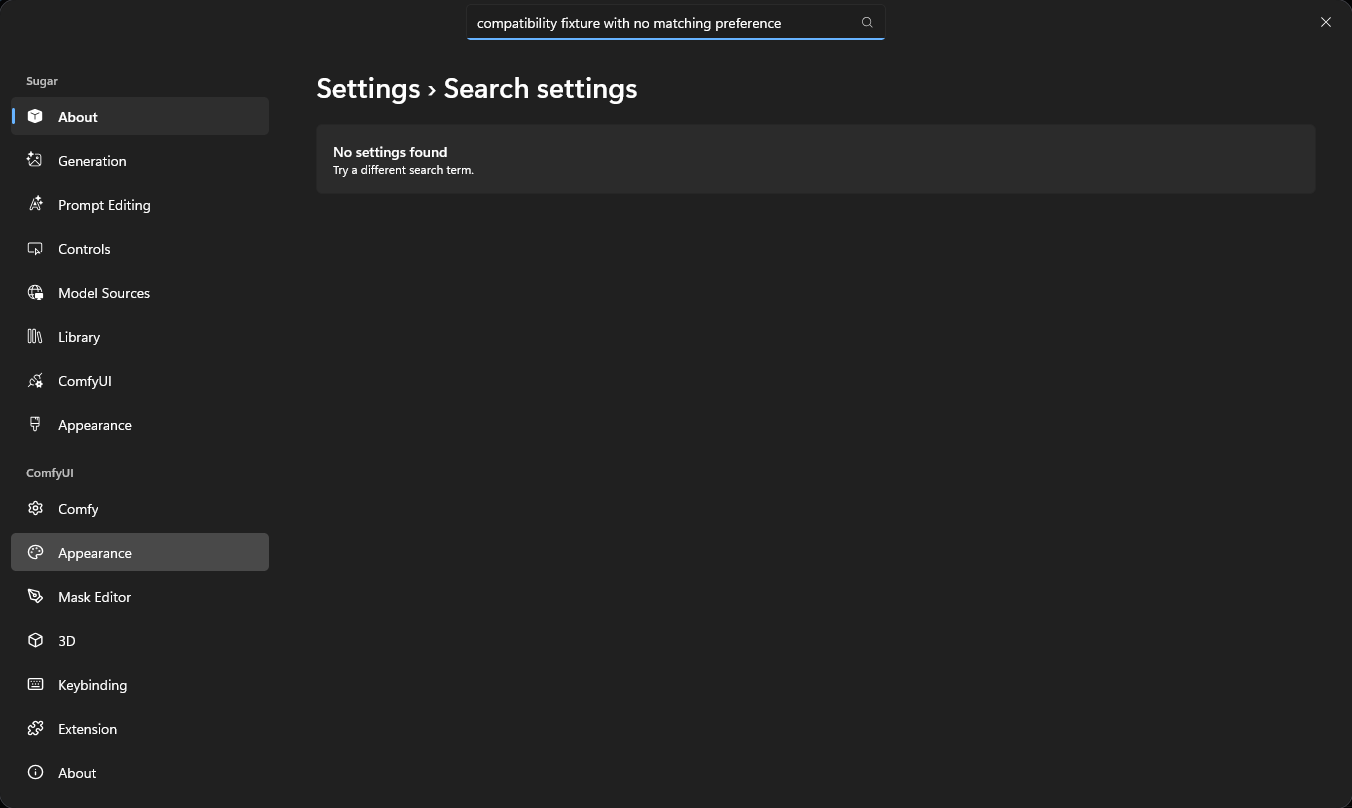 compatibility fixture with no matching preference
Sugar
About
Generation
Prompt Editing
Controls
Model Sources
Library
ComfyUI
Appearance
ComfyUI
Comfy
Appearance
Mask Editor
3D
Keybinding
Extension
About
Settings › Search settings
No settings found
Try a different search term.